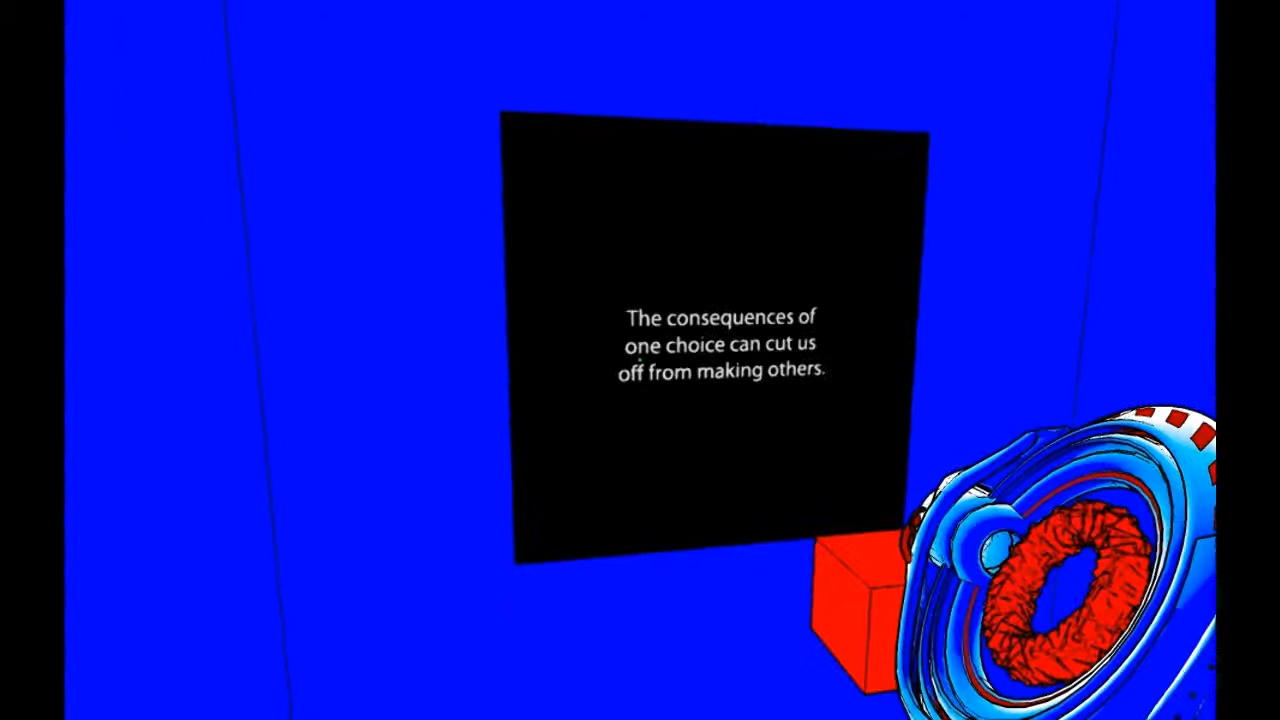 The consequences of
one choice can cut us
off from making others.